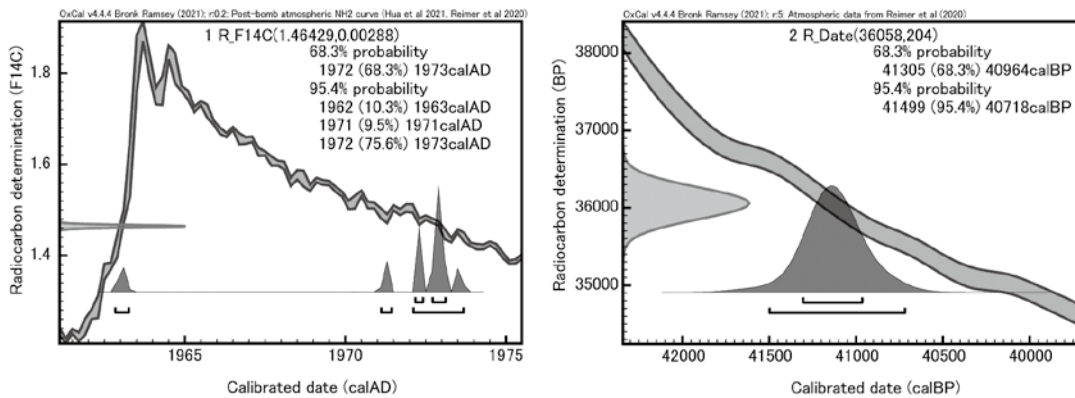 OxCal v4.4.4 Bronk Ramsey (2021); r:0.2; Post-bomb atmospheric NH2 curve (Hua et al 2021, Reimer et al 2020)
1 R_F14C(1.46429,0.00288)
68.3% probability
1972 (68.3%) 1973calAD
95.4% probability
1962 (10.3%) 1963calAD
1971 (9.5%) 1971calAD
1972 (75.6%) 1973calAD
Radiocarbon determination (F14C)
1.8
1.6
1.4
1965
1970
1975
Calibrated date (calAD)
OxCal v4.4.4 Bronk Ramsey (2021); r:5; Atmospheric data from Reimer et al (2020)
2 R_Date(36058,204)
68.3% probability
41305 (68.3%) 40964calBP
95.4% probability
41499 (95.4%) 40718calBP
Radiocarbon determination (BP)
38000
37000
36000
35000
42000
41500
41000
40500
40000
Calibrated date (calBP)